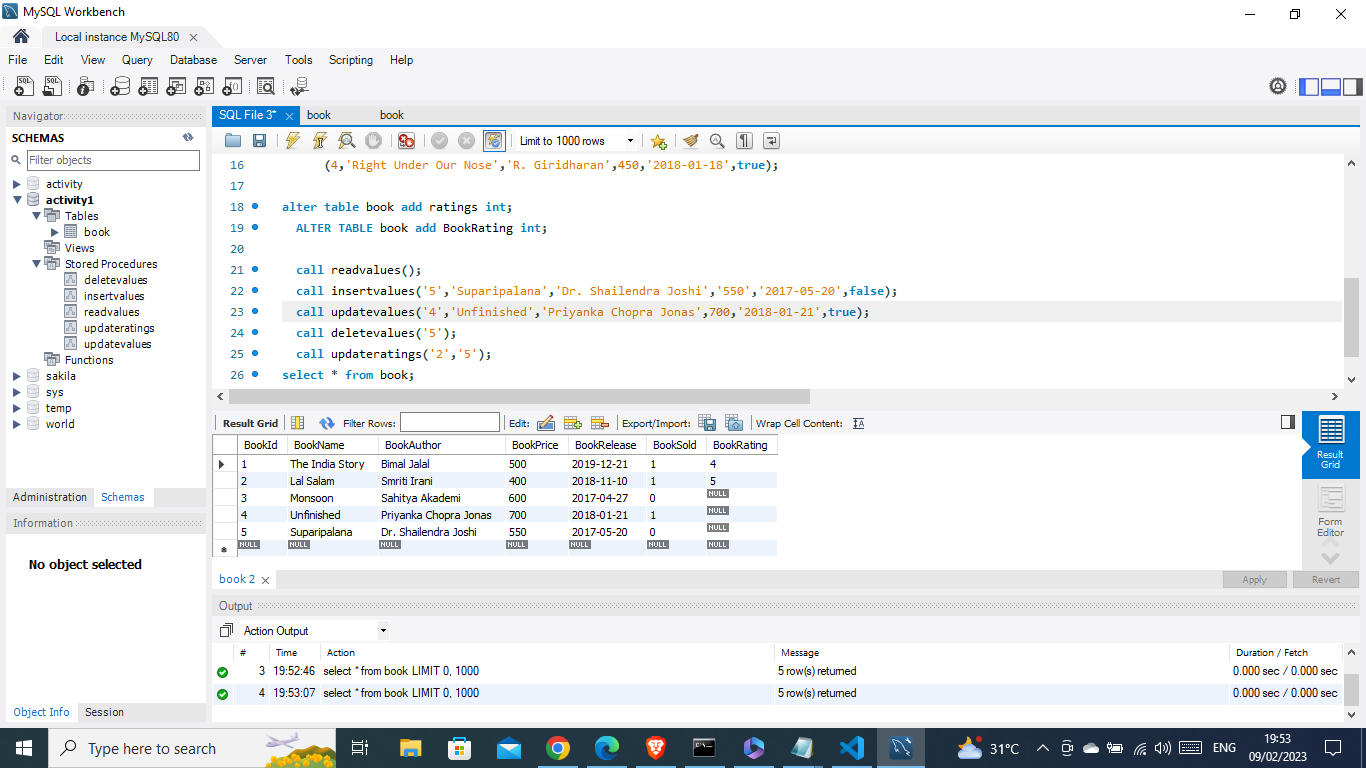 MySQL Workbench
Local instance MySQL80
File Edit View Query Database Server Tools Scripting Help
Navigator
SCHEMAS
Filter objects
activity
activity1
Tables
book
Views
Stored Procedures
deletevalues
insertvalues
readvalues
updateratings
updatevalues
Functions
sakila
sys
temp
world
Administration Schemas
Information
No object selected
Object Info Session
SQL File 3* book book
Limit to 1000 rows
16 (4,'Right Under Our Nose','R. Giridharan',450,'2018-01-18',true);
17
18 alter table book add ratings int;
19 ALTER TABLE book add BookRating int;
20
21 call readvalues();
22 call insertvalues('5','Suparipalana','Dr. Shailendra Joshi','550','2017-05-20',false);
23 call updatevalues('4','Unfinished','Priyanka Chopra Jonas',700,'2018-01-21',true);
24 call deletevalues('5');
25 call updateratings('2','5');
26 select * from book;
Result Grid Filter Rows: Edit: Export/Import: Wrap Cell Content:
BookId BookName BookAuthor BookPrice BookRelease BookSold BookRating
1 The India Story Bimal Jalal 500 2019-12-21 1 4
2 Lal Salam Smriti Irani 400 2018-11-10 1 5
3 Monsoon Sahitya Akademi 600 2017-04-27 0 NULL
4 Unfinished Priyanka Chopra Jonas 700 2018-01-21 1 NULL
5 Suparipalana Dr. Shailendra Joshi 550 2017-05-20 0 NULL
NULL NULL NULL NULL NULL NULL NULL
Result Grid
Form Editor
book 2
Apply Revert
Output
Action Output
# Time Action Message Duration / Fetch
3 19:52:46 select * from book LIMIT 0, 1000 5 row(s) returned 0.000 sec / 0.000 sec
4 19:53:07 select * from book LIMIT 0, 1000 5 row(s) returned 0.000 sec / 0.000 sec
Type here to search
31°C
ENG
19:53
09/02/2023